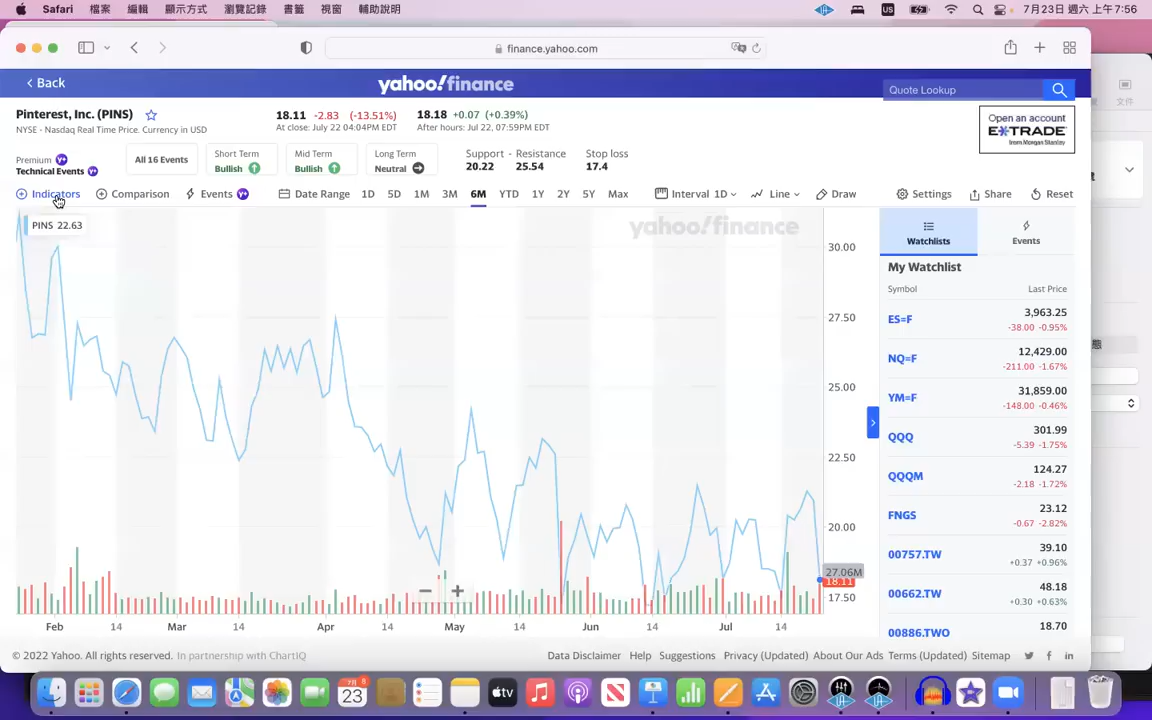 Safari 檔案 編輯 顯示方式 瀏覽記錄 書籤 視窗 輔助說明 US 7月23日 週六 上午7:56
finance.yahoo.com
< Back
yahoo!finance
Quote Lookup
Pinterest, Inc. (PINS)
NYSE - Nasdaq Real Time Price. Currency in USD
18.11 -2.83 (-13.51%)
At close: July 22 04:04PM EDT
18.18 +0.07 (+0.39%)
After hours: Jul 22, 07:59PM EDT
Open an account
E*TRADE
from Morgan Stanley
Premium Y+
Technical Events Y+
All 16 Events
Short Term
Bullish
Mid Term
Bullish
Long Term
Neutral
Support - Resistance
20.22 25.54
Stop loss
17.4
文件
Indicators Comparison Events Y+ Date Range 1D 5D 1M 3M 6M YTD 1Y 2Y 5Y Max Interval 1D Line Draw Settings Share Reset
PINS 22.63
yahoo!finance
30.00
27.50
25.00
22.50
20.00
27.06M
18.11
17.50
Feb 14 Mar 14 Apr 14 May 14 Jun 14 Jul 14
Watchlists
Events
My Watchlist
Symbol Last Price
ES=F 3,963.25
-38.00 -0.95%
NQ=F 12,429.00
-211.00 -1.67%
YM=F 31,859.00
-148.00 -0.46%
QQQ 301.99
-5.39 -1.75%
QQQM 124.27
-2.18 -1.72%
FNGS 23.12
-0.67 -2.82%
00757.TW 39.10
+0.37 +0.96%
00662.TW 48.18
+0.30 +0.63%
00886.TWO 18.70
態
© 2022 Yahoo. All rights reserved. In partnership with ChartIQ
Data Disclaimer Help Suggestions Privacy (Updated) About Our Ads Terms (Updated) Sitemap
7月 23
tv